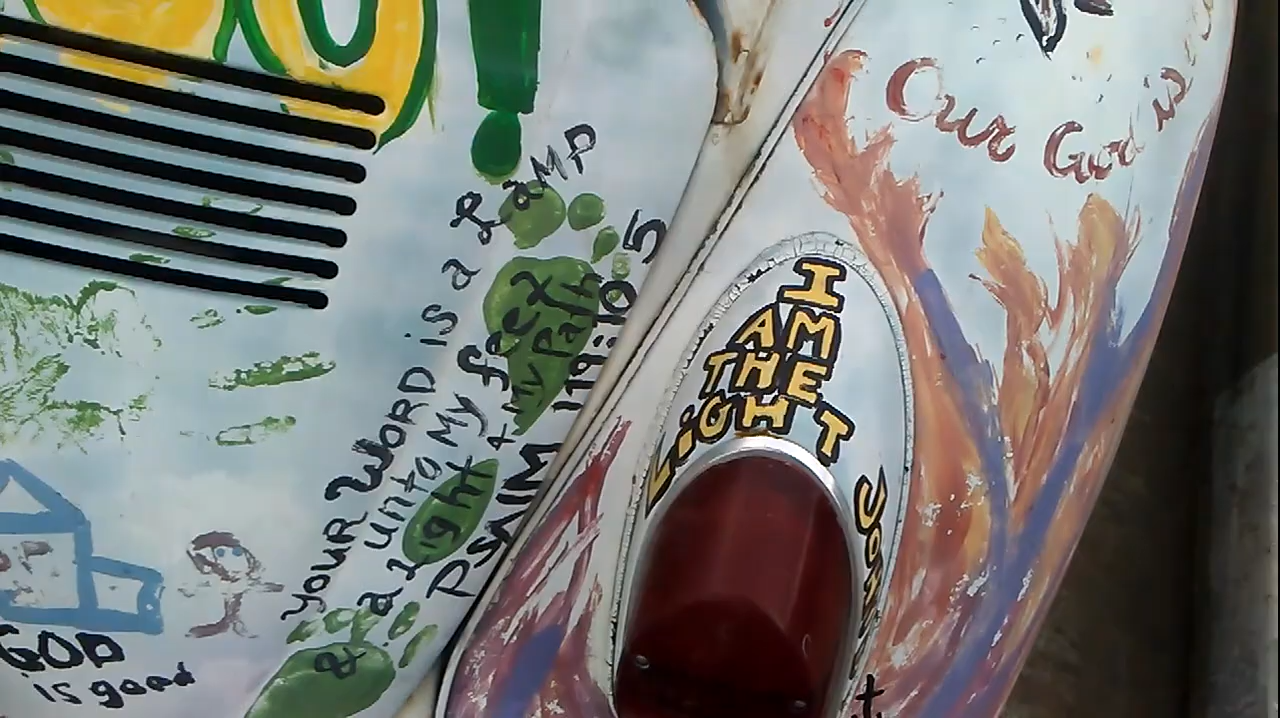 YOUR WORD is a LAMP
unto My feet
& a Light + my path
PSAlM 119:105
GOD
is good
I
AM
THE
LiGHT
JOHN
Our God is